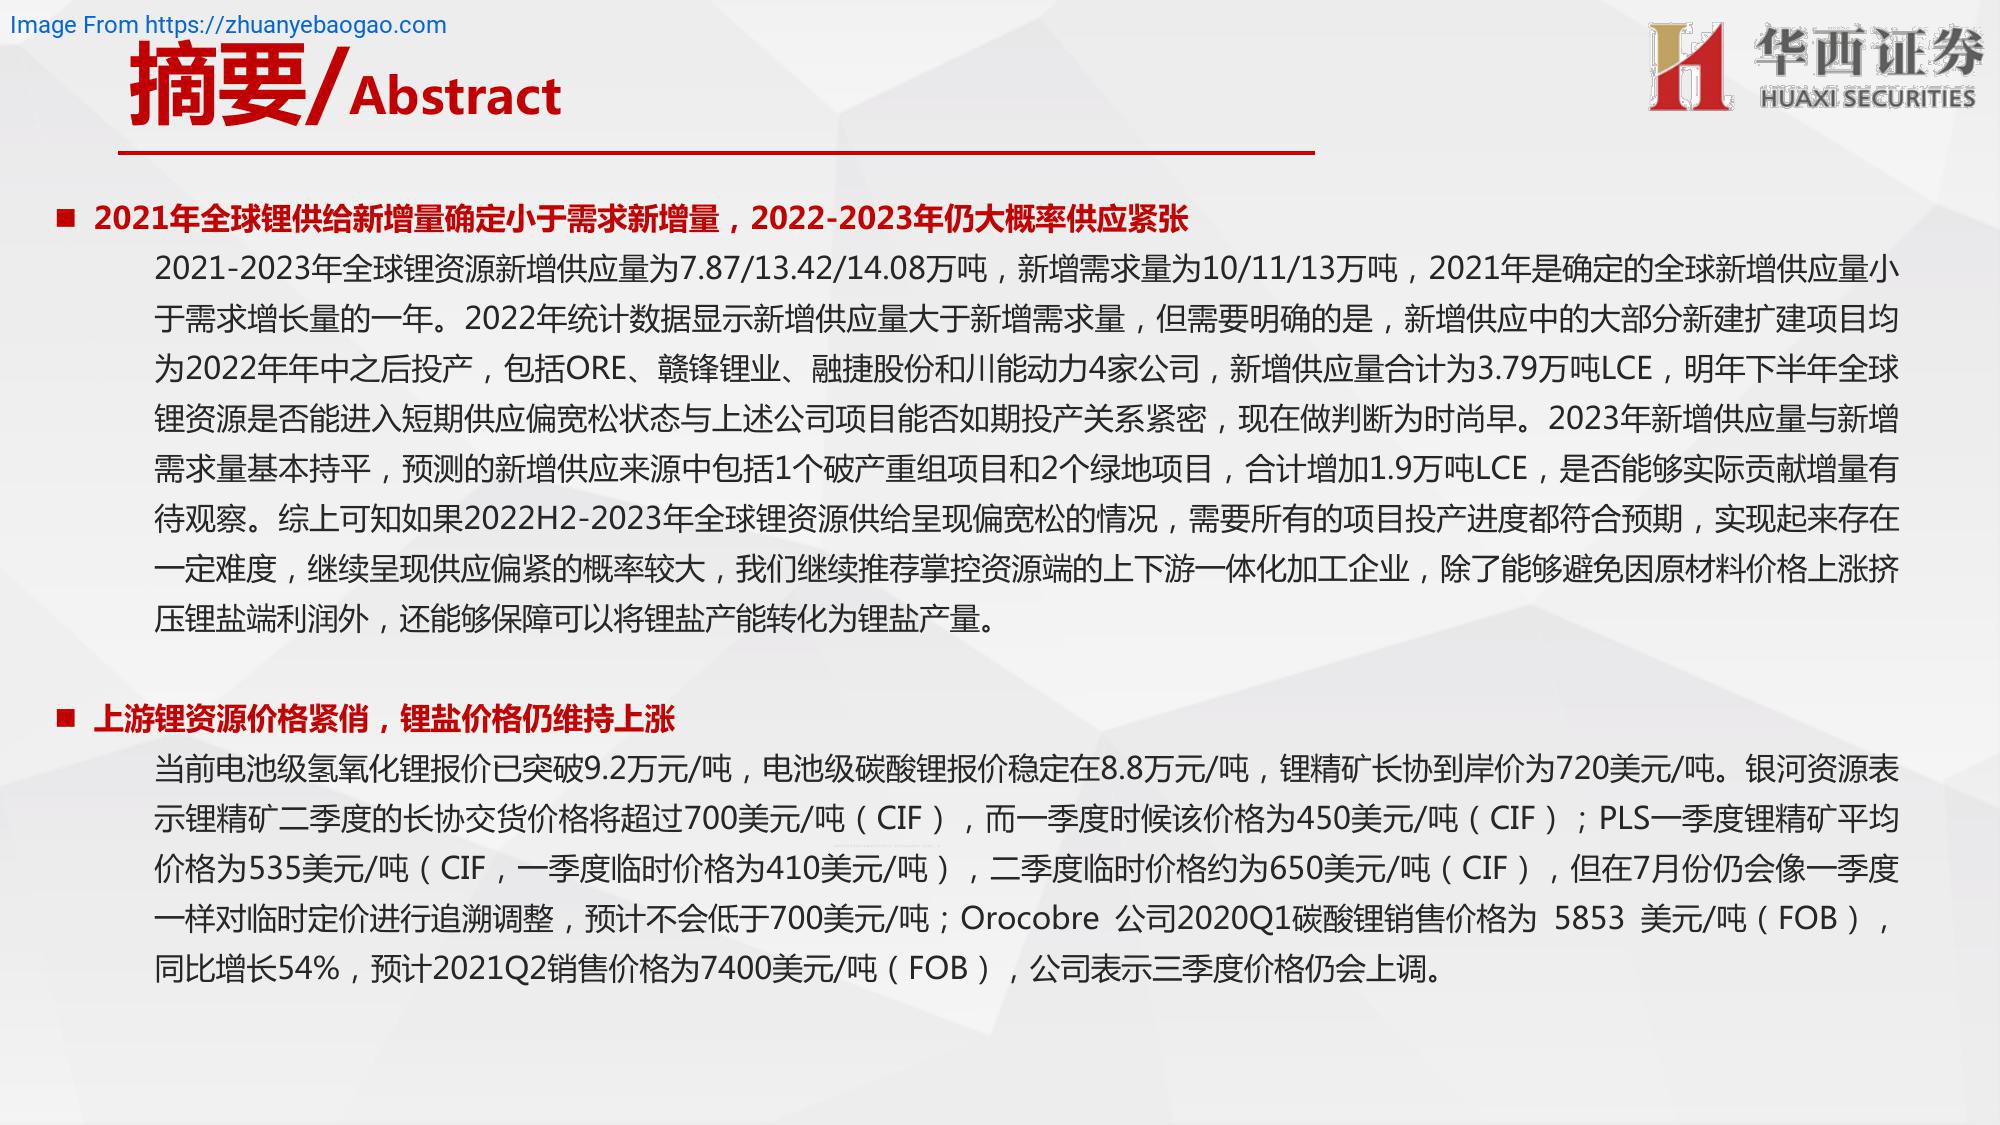 Image From https://zhuanyebaogao.com
摘要/Abstract
华西证券
HUAXI SECURITIES
■ 2021年全球锂供给新增量确定小于需求新增量，2022-2023年仍大概率供应紧张
2021-2023年全球锂资源新增供应量为7.87/13.42/14.08万吨，新增需求量为10/11/13万吨，2021年是确定的全球新增供应量小
于需求增长量的一年。2022年统计数据显示新增供应量大于新增需求量，但需要明确的是，新增供应中的大部分新建扩建项目均
为2022年年中之后投产，包括ORE、赣锋锂业、融捷股份和川能动力4家公司，新增供应量合计为3.79万吨LCE，明年下半年全球
锂资源是否能进入短期供应偏宽松状态与上述公司项目能否如期投产关系紧密，现在做判断为时尚早。2023年新增供应量与新增
需求量基本持平，预测的新增供应来源中包括1个破产重组项目和2个绿地项目，合计增加1.9万吨LCE，是否能够实际贡献增量有
待观察。综上可知如果2022H2-2023年全球锂资源供给呈现偏宽松的情况，需要所有的项目投产进度都符合预期，实现起来存在
一定难度，继续呈现供应偏紧的概率较大，我们继续推荐掌控资源端的上下游一体化加工企业，除了能够避免因原材料价格上涨挤
压锂盐端利润外，还能够保障可以将锂盐产能转化为锂盐产量。
■ 上游锂资源价格紧俏，锂盐价格仍维持上涨
当前电池级氢氧化锂报价已突破9.2万元/吨，电池级碳酸锂报价稳定在8.8万元/吨，锂精矿长协到岸价为720美元/吨。银河资源表
示锂精矿二季度的长协交货价格将超过700美元/吨（CIF），而一季度时候该价格为450美元/吨（CIF）；PLS一季度锂精矿平均
价格为535美元/吨（CIF，一季度临时价格为410美元/吨），二季度临时价格约为650美元/吨（CIF），但在7月份仍会像一季度
一样对临时定价进行追溯调整，预计不会低于700美元/吨；Orocobre 公司2020Q1碳酸锂销售价格为 5853 美元/吨（FOB），
同比增长54%，预计2021Q2销售价格为7400美元/吨（FOB），公司表示三季度价格仍会上调。